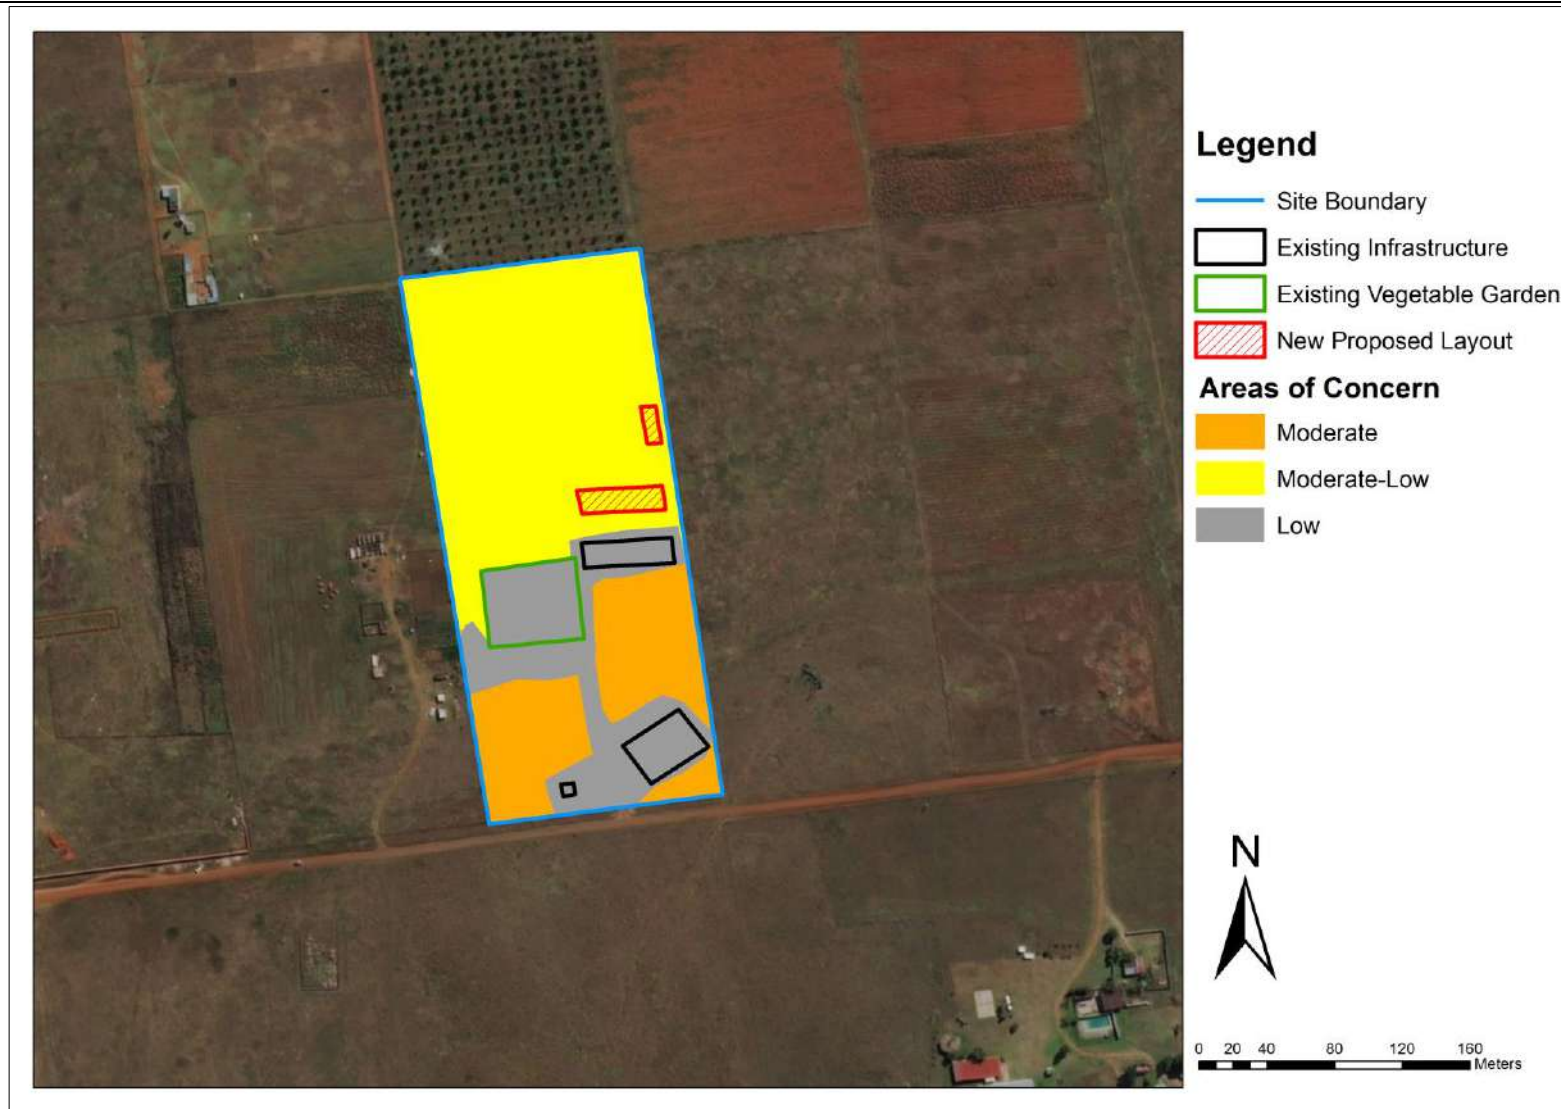 Legend
Site Boundary
Existing Infrastructure
Existing Vegetable Garden
New Proposed Layout
Areas of Concern
Moderate
Moderate-Low
Low
N
0 20 40 80 120 160
Meters